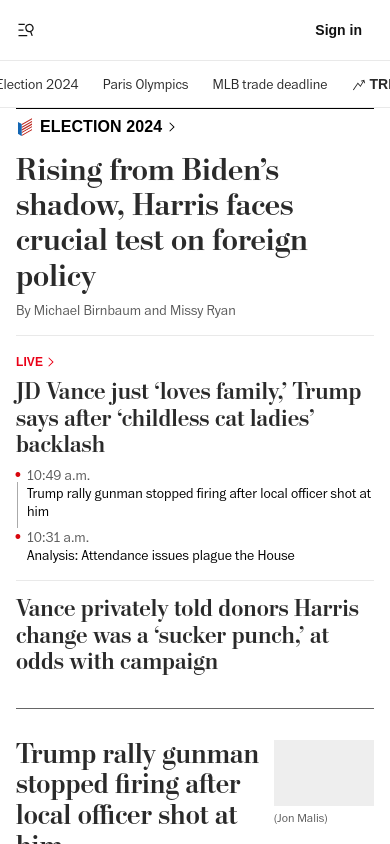 Sign in
Election 2024 Paris Olympics MLB trade deadline
ELECTION 2024
Rising from Biden’s
shadow, Harris faces
crucial test on foreign
policy
By Michael Birnbaum and Missy Ryan
LIVE
JD Vance just ‘loves family,’ Trump
says after ‘childless cat ladies’
backlash
10:49 a.m.
Trump rally gunman stopped firing after local officer shot at
him
10:31 a.m.
Analysis: Attendance issues plague the House
Vance privately told donors Harris
change was a ‘sucker punch,’ at
odds with campaign
Trump rally gunman
stopped firing after
local officer shot at
him
(Jon Malis)